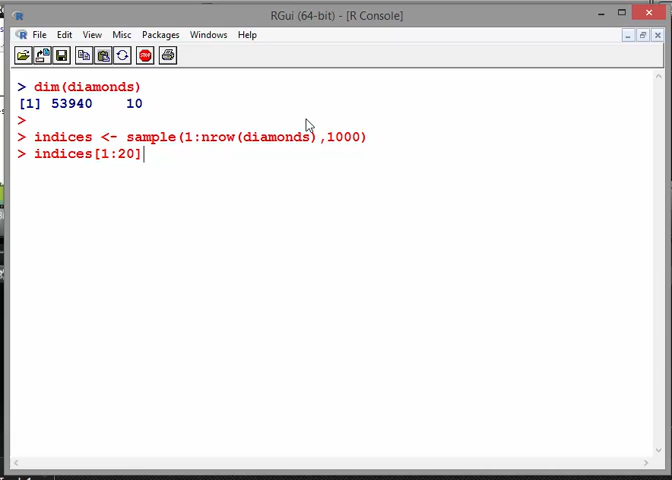 RGui (64-bit) - [R Console]
File Edit View Misc Packages Windows Help
> dim(diamonds)
[1] 53940    10
>
> indices <- sample(1:nrow(diamonds),1000)
> indices[1:20]